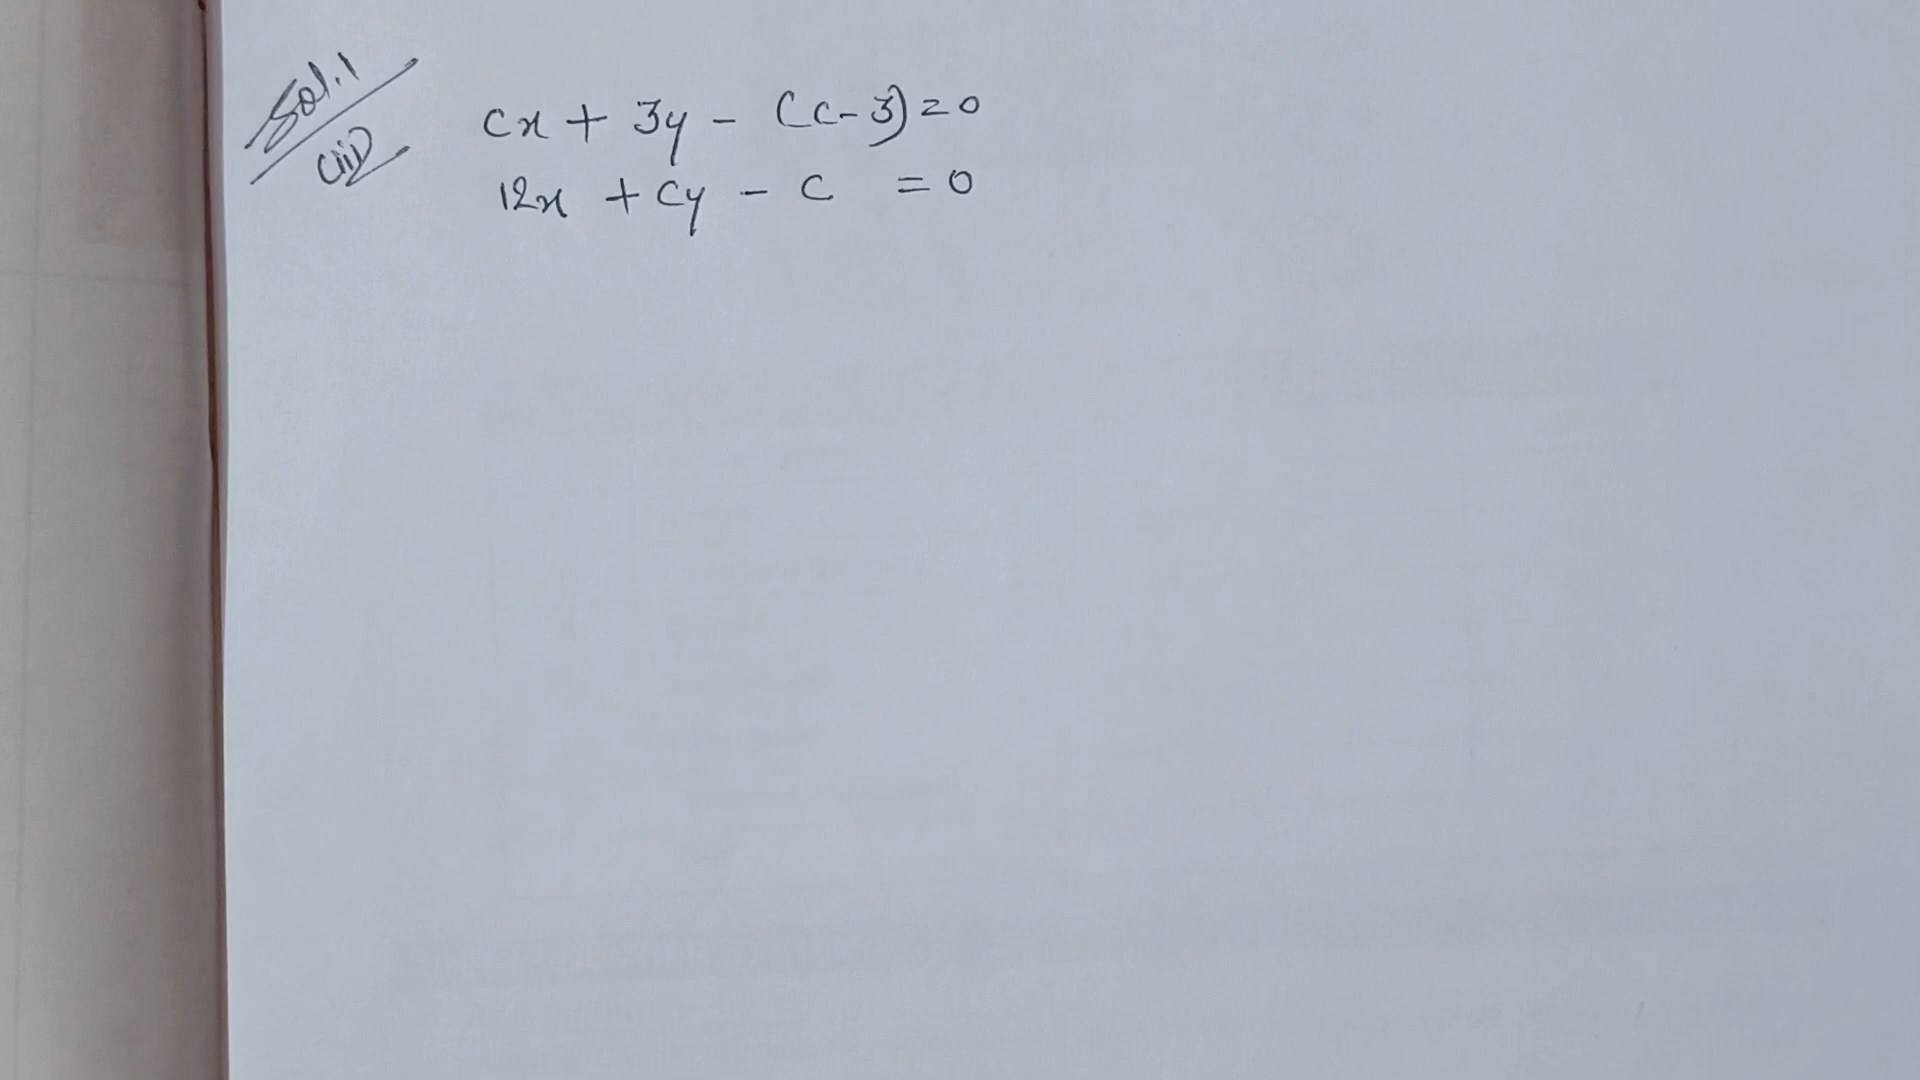 Sol.1
(ii)
cx + 3y - (c-3) = 0
12x + cy - c = 0